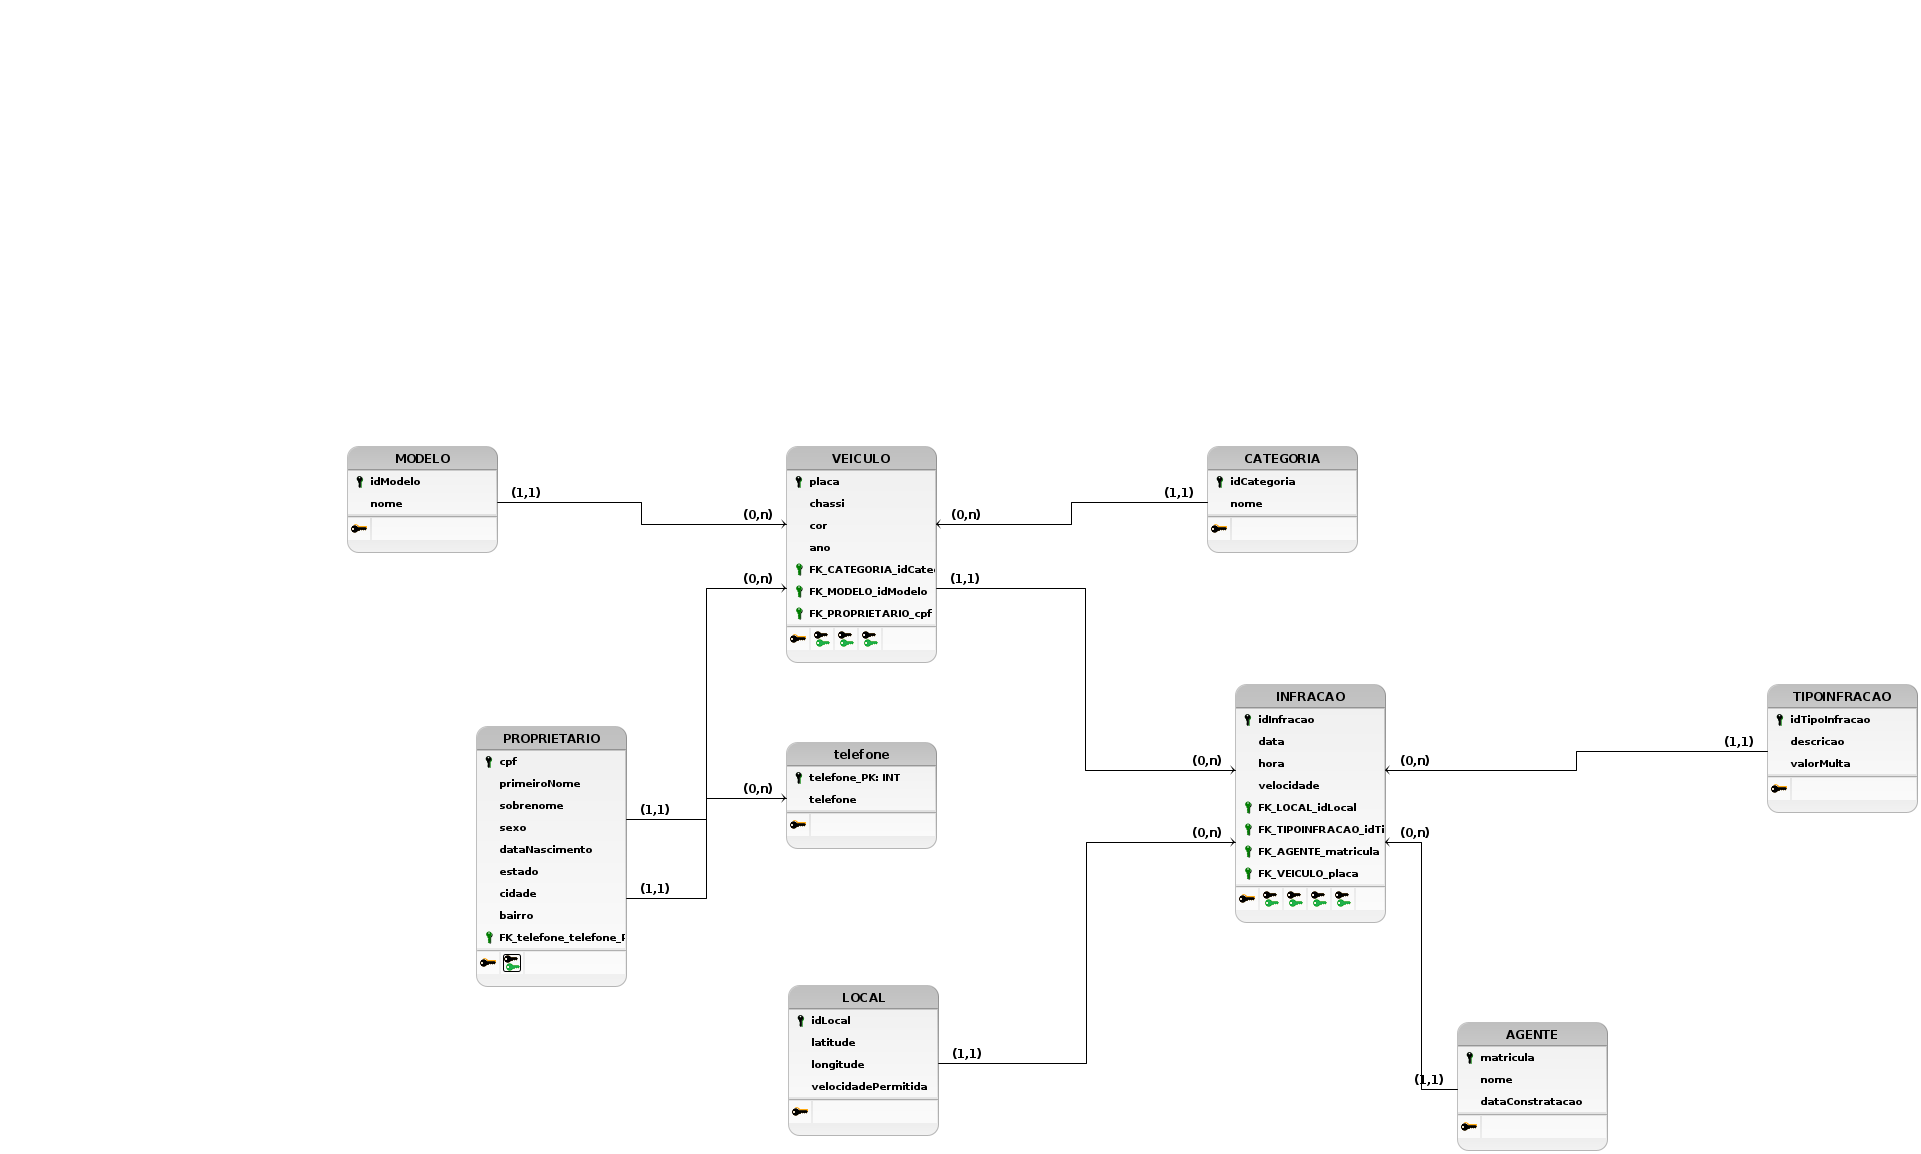 MODELO
idModelo
nome
(1,1)
(0,n)
VEICULO
placa
chassi
cor
ano
FK_CATEGORIA_idCate
FK_MODELO_idModelo
FK_PROPRIETARIO_cpf
(0,n)
(0,n)
(1,1)
(1,1)
CATEGORIA
idCategoria
nome
PROPRIETARIO
cpf
primeiroNome
sobrenome
sexo
dataNascimento
estado
cidade
bairro
FK_telefone_telefone_P
(1,1)
(1,1)
(0,n)
telefone
telefone_PK: INT
telefone
INFRACAO
idInfracao
data
hora
velocidade
FK_LOCAL_idLocal
FK_TIPOINFRACAO_idTi
FK_AGENTE_matricula
FK_VEICULO_placa
(0,n)
(0,n)
(0,n)
(0,n)
(1,1)
TIPOINFRACAO
idTipoInfracao
descricao
valorMulta
LOCAL
idLocal
latitude
longitude
velocidadePermitida
(1,1)
(1,1)
AGENTE
matricula
nome
dataConstratacao